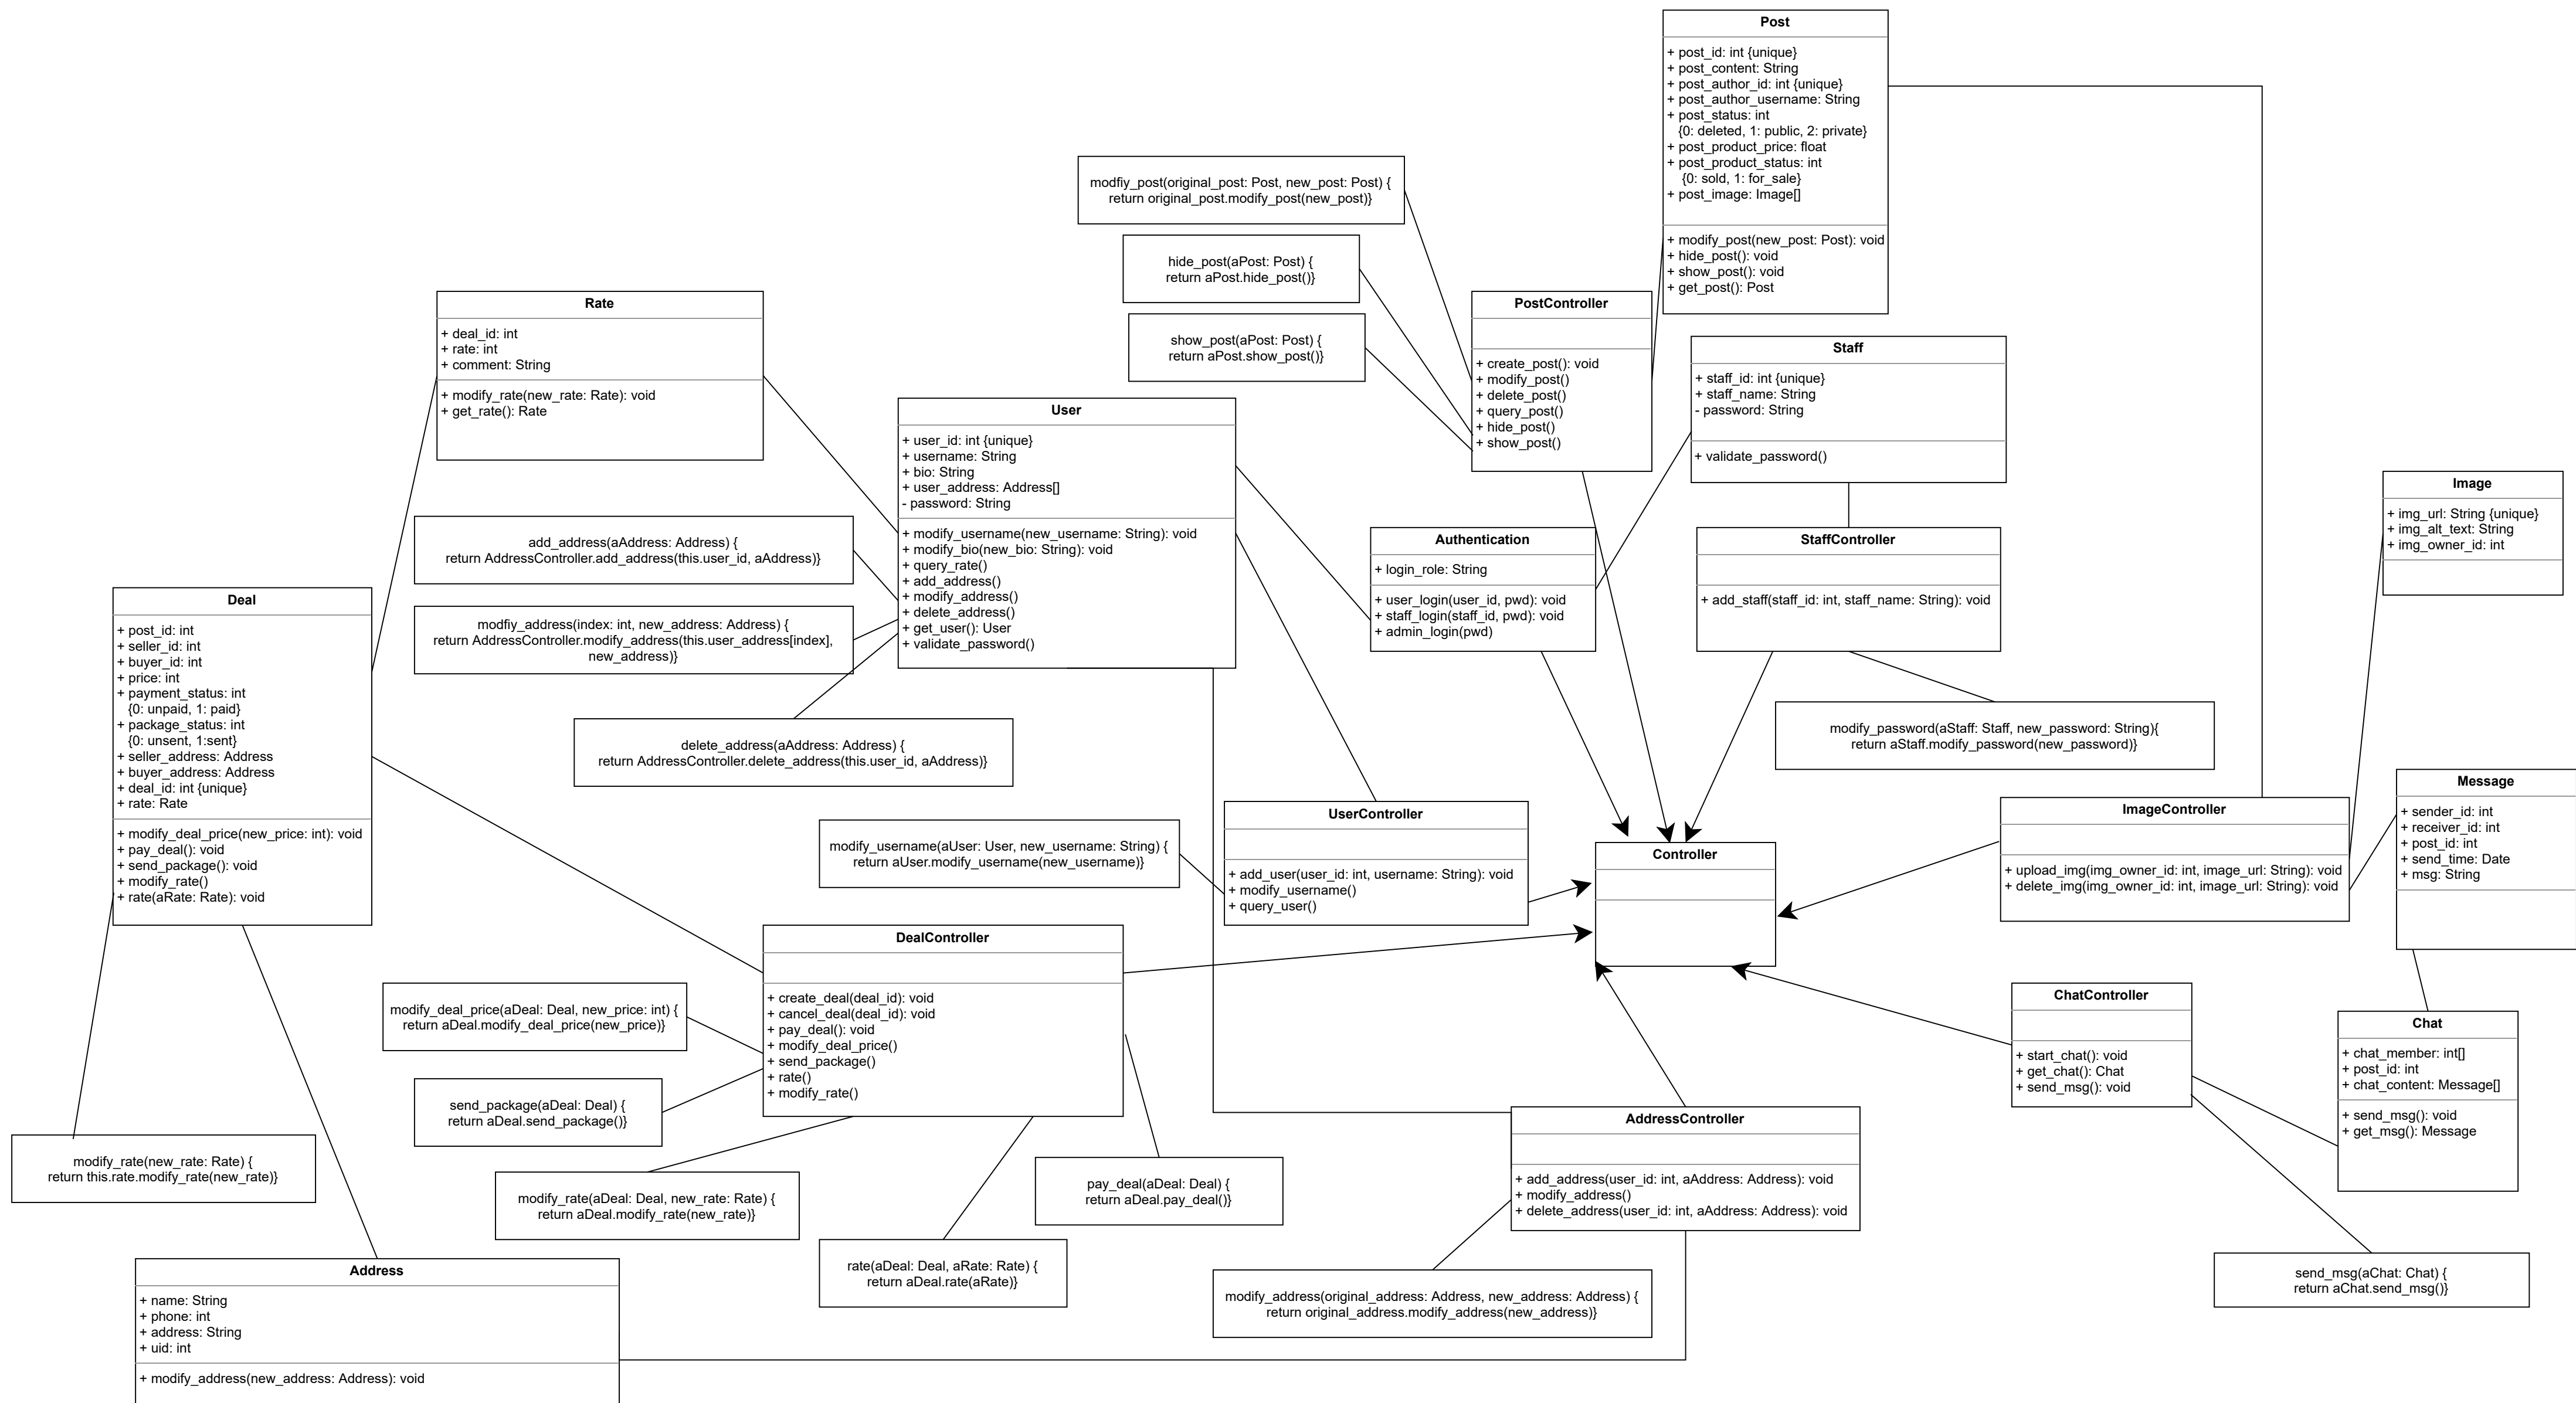 Post
+ post_id: int {unique}
+ post_content: String
+ post_author_id: int {unique}
+ post_author_username: String
+ post_status: int
{0: deleted, 1: public, 2: private}
+ post_product_price: float
+ post_product_status: int
{0: sold, 1: for_sale}
+ post_image: Image[]
+ modify_post(new_post: Post): void
+ hide_post(): void
+ show_post(): void
+ get_post(): Post
modfiy_post(original_post: Post, new_post: Post) {
return original_post.modify_post(new_post)}
hide_post(aPost: Post) {
return aPost.hide_post()}
show_post(aPost: Post) {
return aPost.show_post()}
PostController
+ create_post(): void
+ modify_post()
+ delete_post()
+ query_post()
+ hide_post()
+ show_post()
Rate
+ deal_id: int
+ rate: int
+ comment: String
+ modify_rate(new_rate: Rate): void
+ get_rate(): Rate
Staff
+ staff_id: int {unique}
+ staff_name: String
- password: String
+ validate_password()
User
+ user_id: int {unique}
+ username: String
+ bio: String
+ user_address: Address[]
- password: String
+ modify_username(new_username: String): void
+ modify_bio(new_bio: String): void
+ query_rate()
+ add_address()
+ modify_address()
+ delete_address()
+ get_user(): User
+ validate_password()
Image
+ img_url: String {unique}
+ img_alt_text: String
+ img_owner_id: int
add_address(aAddress: Address) {
return AddressController.add_address(this.user_id, aAddress)}
Authentication
+ login_role: String
+ user_login(user_id, pwd): void
+ staff_login(staff_id, pwd): void
+ admin_login(pwd)
StaffController
+ add_staff(staff_id: int, staff_name: String): void
Deal
+ post_id: int
+ seller_id: int
+ buyer_id: int
+ price: int
+ payment_status: int
{0: unpaid, 1: paid}
+ package_status: int
{0: unsent, 1:sent}
+ seller_address: Address
+ buyer_address: Address
+ deal_id: int {unique}
+ rate: Rate
+ modify_deal_price(new_price: int): void
+ pay_deal(): void
+ send_package(): void
+ modify_rate()
+ rate(aRate: Rate): void
modfiy_address(index: int, new_address: Address) {
return AddressController.modify_address(this.user_address[index],
new_address)}
delete_address(aAddress: Address) {
return AddressController.delete_address(this.user_id, aAddress)}
modify_password(aStaff: Staff, new_password: String){
return aStaff.modify_password(new_password)}
Message
+ sender_id: int
+ receiver_id: int
+ post_id: int
+ send_time: Date
+ msg: String
ImageController
+ upload_img(img_owner_id: int, image_url: String): void
+ delete_img(img_owner_id: int, image_url: String): void
UserController
+ add_user(user_id: int, username: String): void
+ modify_username()
+ query_user()
modify_username(aUser: User, new_username: String) {
return aUser.modify_username(new_username)}
Controller
DealController
+ create_deal(deal_id): void
+ cancel_deal(deal_id): void
+ pay_deal(): void
+ modify_deal_price()
+ send_package()
+ rate()
+ modify_rate()
modify_deal_price(aDeal: Deal, new_price: int) {
return aDeal.modify_deal_price(new_price)}
ChatController
+ start_chat(): void
+ get_chat(): Chat
+ send_msg(): void
Chat
+ chat_member: int[]
+ post_id: int
+ chat_content: Message[]
+ send_msg(): void
+ get_msg(): Message
send_package(aDeal: Deal) {
return aDeal.send_package()}
AddressController
+ add_address(user_id: int, aAddress: Address): void
+ modify_address()
+ delete_address(user_id: int, aAddress: Address): void
modify_rate(new_rate: Rate) {
return this.rate.modify_rate(new_rate)}
modify_rate(aDeal: Deal, new_rate: Rate) {
return aDeal.modify_rate(new_rate)}
pay_deal(aDeal: Deal) {
return aDeal.pay_deal()}
rate(aDeal: Deal, aRate: Rate) {
return aDeal.rate(aRate)}
modify_address(original_address: Address, new_address: Address) {
return original_address.modify_address(new_address)}
send_msg(aChat: Chat) {
return aChat.send_msg()}
Address
+ name: String
+ phone: int
+ address: String
+ uid: int
+ modify_address(new_address: Address): void